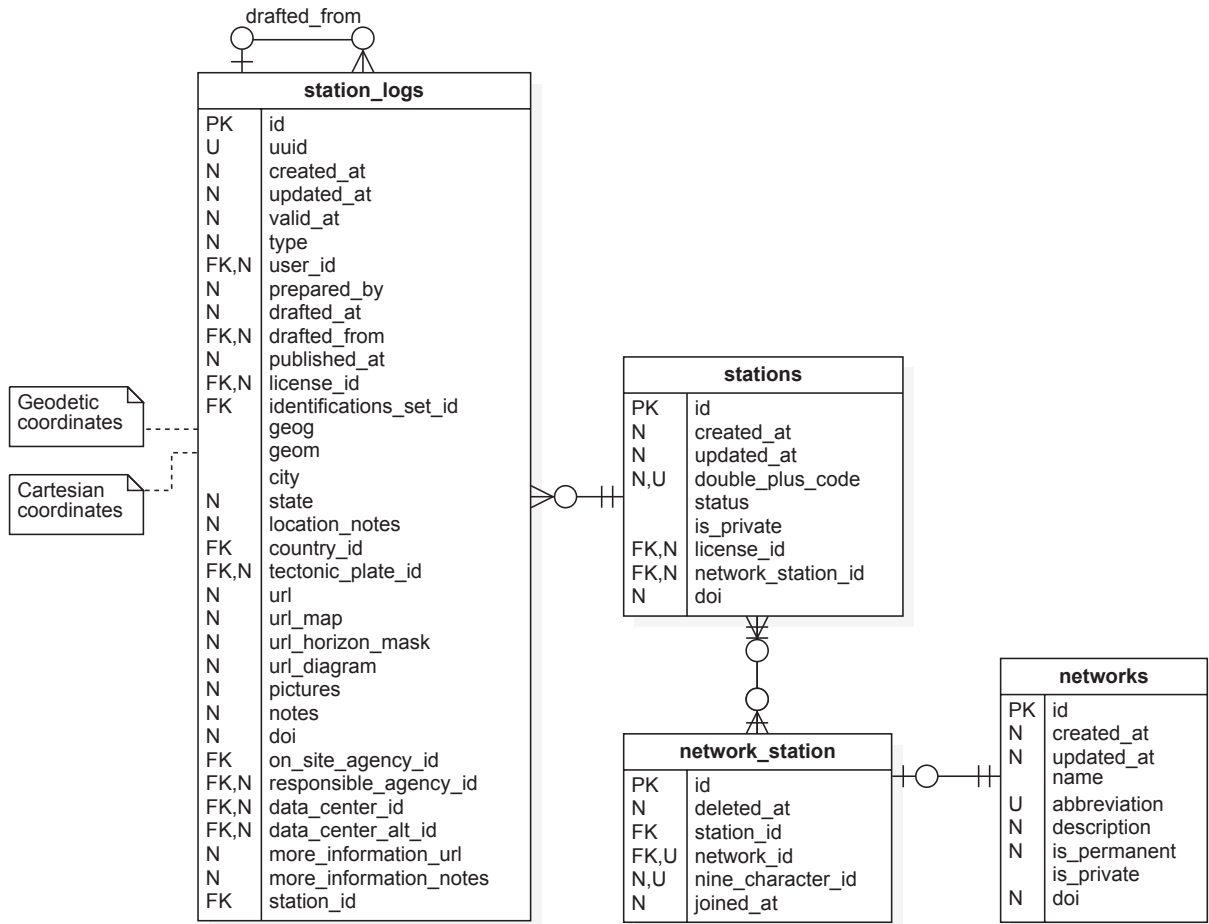 drafted_from
station_logs
PK id
U uuid
N created_at
N updated_at
N valid_at
N type
FK,N user_id
N prepared_by
N drafted_at
FK,N drafted_from
N published_at
FK,N license_id
FK identifications_set_id
geog
geom
city
N state
N location_notes
FK country_id
FK,N tectonic_plate_id
N url
N url_map
N url_horizon_mask
N url_diagram
N pictures
N notes
N doi
FK on_site_agency_id
FK,N responsible_agency_id
FK,N data_center_id
FK,N data_center_alt_id
N more_information_url
N more_information_notes
FK station_id
Geodetic
coordinates
Cartesian
coordinates
stations
PK id
N created_at
N updated_at
N,U double_plus_code
status
is_private
FK,N license_id
FK,N network_station_id
N doi
network_station
PK id
N deleted_at
FK station_id
FK,U network_id
N,U nine_character_id
N joined_at
networks
PK id
N created_at
N updated_at
name
U abbreviation
N description
N is_permanent
is_private
N doi